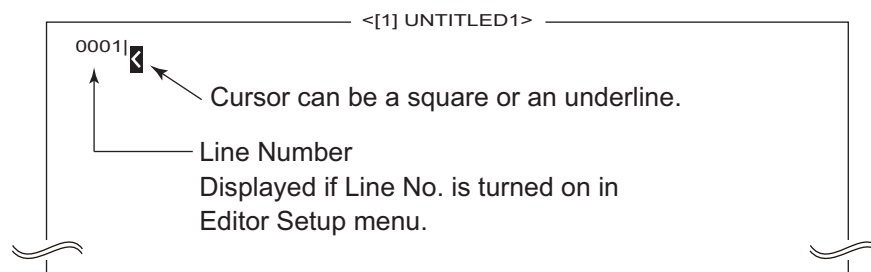 <[1] UNTITLED1>
0001|<
Cursor can be a square or an underline.
Line Number
Displayed if Line No. is turned on in
Editor Setup menu.